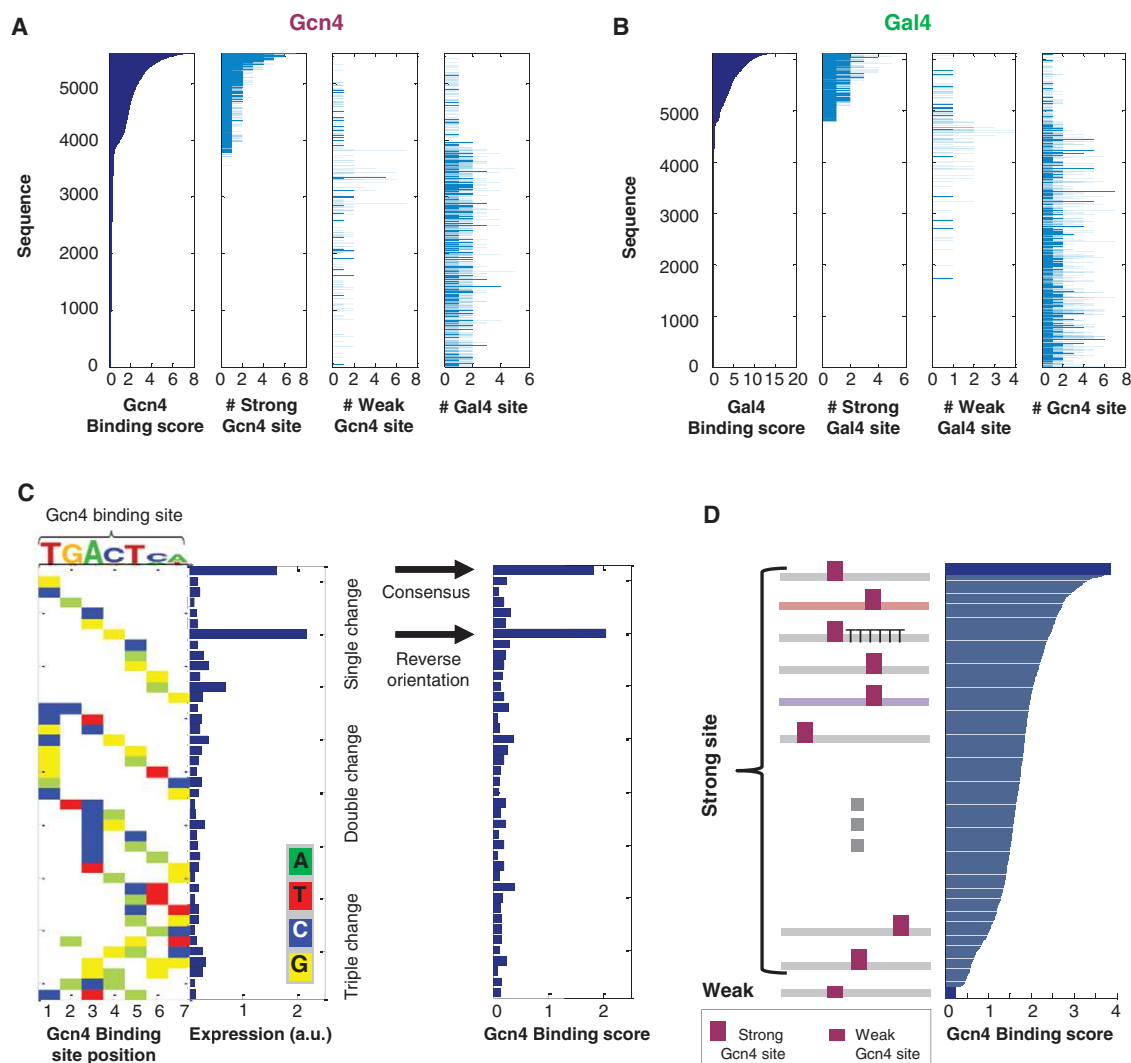 A
Gcn4
Sequence
5000
4000
3000
2000
1000
0
0 2 4 6 8
0 2 4 6 8
0 2 4 6 8
0 2 4 6
Gcn4
Binding score
# Strong
Gcn4 site
# Weak
Gcn4 site
# Gal4 site
B
Gal4
Sequence
5000
4000
3000
2000
1000
0
0 5 10 15 20
0 2 4 6
0 1 2 3 4
0 2 4 6 8
Gal4
Binding score
# Strong
Gal4 site
# Weak
Gal4 site
# Gcn4 site
C
Gcn4 binding site
TGACTCA
Consensus
Reverse
orientation
Single change
Double change
Triple change
A
T
C
G
1 2 3 4 5 6 7
Gcn4 Binding
site position
1 2
Expression (a.u.)
0 1 2
Gcn4 Binding score
D
Strong site
Weak
Strong
Gcn4 site
Weak
Gcn4 site
0 1 2 3 4
Gcn4 Binding score